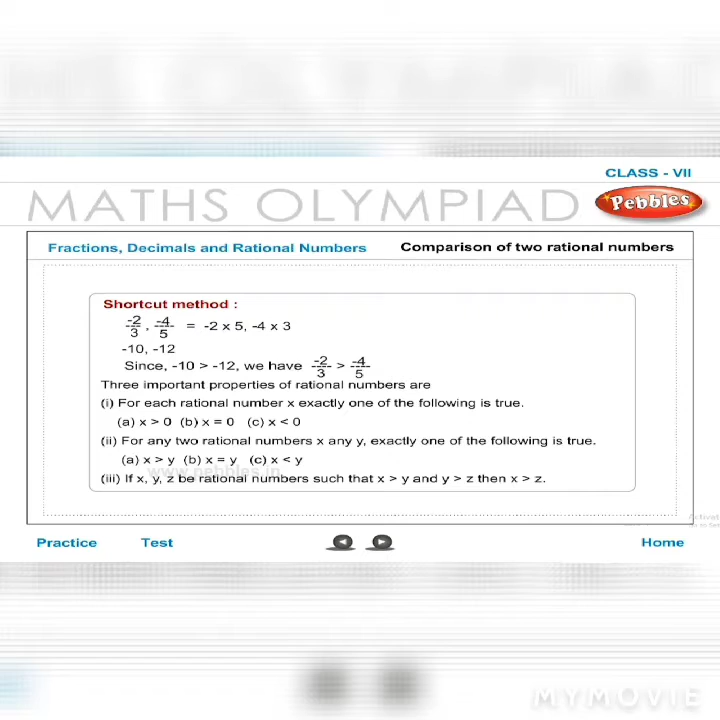 CLASS - VII
MATHS OLYMPIAD
Pebbles
Fractions, Decimals and Rational Numbers
Comparison of two rational numbers
Shortcut method :
-2/3 , -4/5 = -2 x 5, -4 x 3
-10, -12
Since, -10 > -12, we have -2/3 > -4/5
Three important properties of rational numbers are
(i) For each rational number x exactly one of the following is true.
(a) x > 0 (b) x = 0 (c) x < 0
(ii) For any two rational numbers x any y, exactly one of the following is true.
(a) x > y (b) x = y (c) x < y
www.pebbles.in
(iii) If x, y, z be rational numbers such that x > y and y > z then x > z.
Practice
Test
Home
MYMOVIE